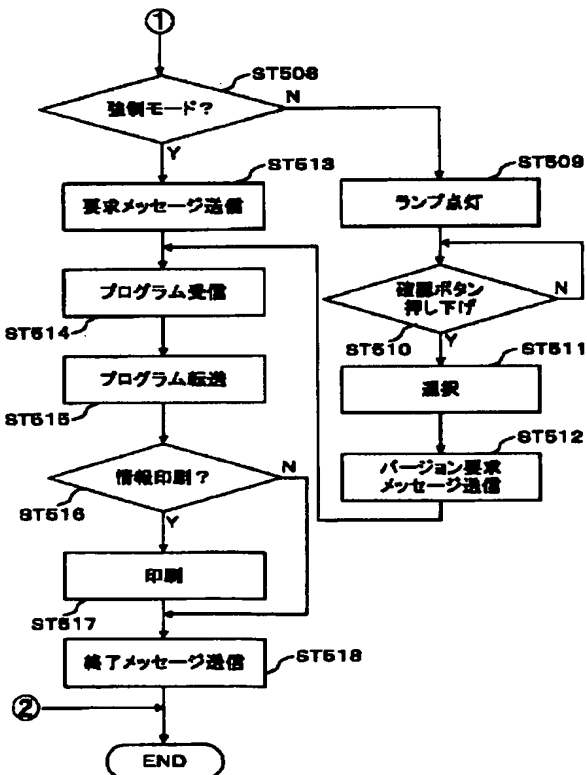 ①
ST508
強制モード?
N
Y
ST513
要求メッセージ送信
ST509
ランプ点灯
プログラム受信
ST514
確認ボタン
押し下げ
N
ST510
Y
ST511
選択
プログラム転送
ST515
ST512
バージョン要求
メッセージ送信
情報印刷?
N
ST516
Y
印刷
ST517
終了メッセージ送信
ST518
②
END